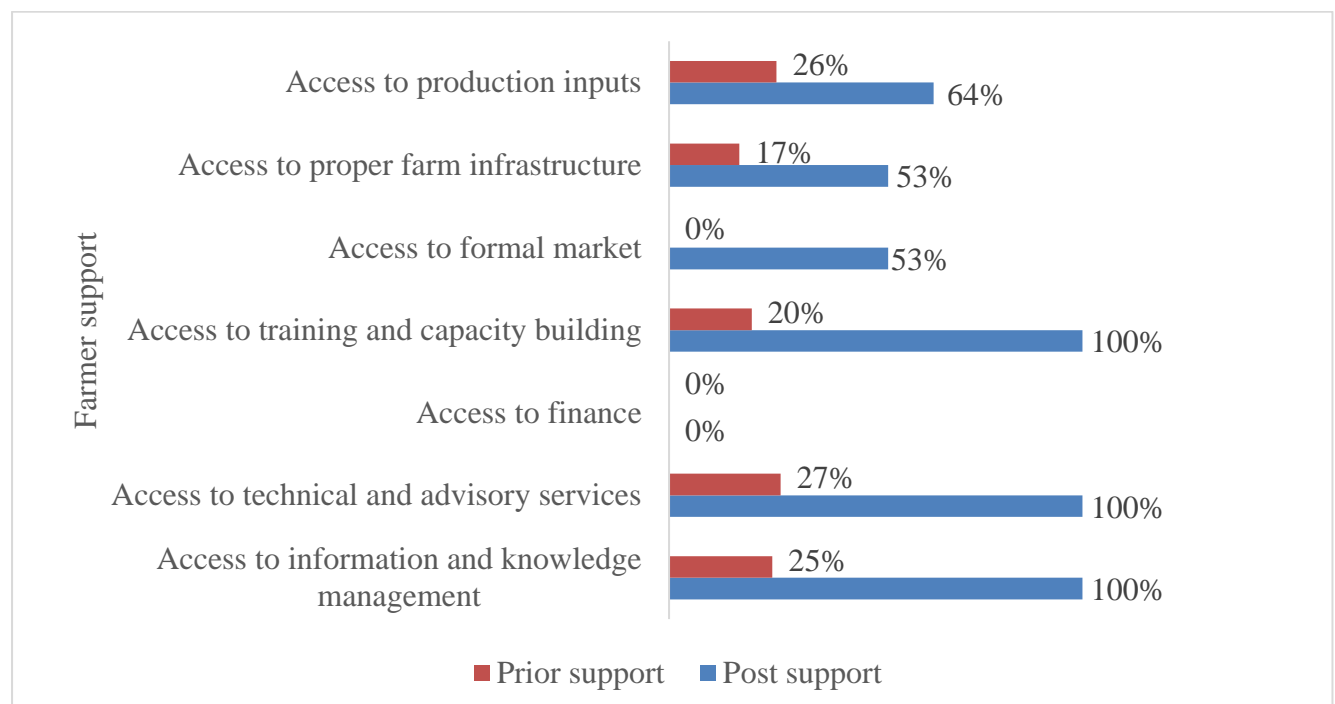 Farmer support
Access to production inputs
26%
64%
Access to proper farm infrastructure
17%
53%
Access to formal market
0%
53%
Access to training and capacity building
20%
100%
Access to finance
0%
0%
Access to technical and advisory services
27%
100%
Access to information and knowledge
management
25%
100%
Prior support
Post support